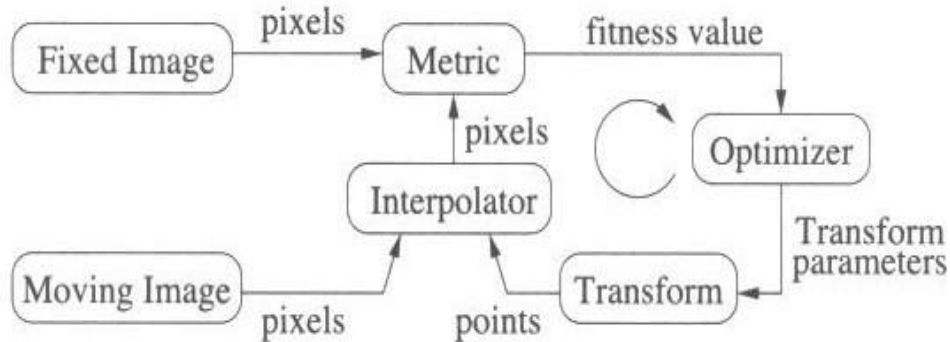 pixels
fitness value
Fixed Image
Metric
pixels
Optimizer
Interpolator
Transform
parameters
Moving Image
Transform
pixels
points